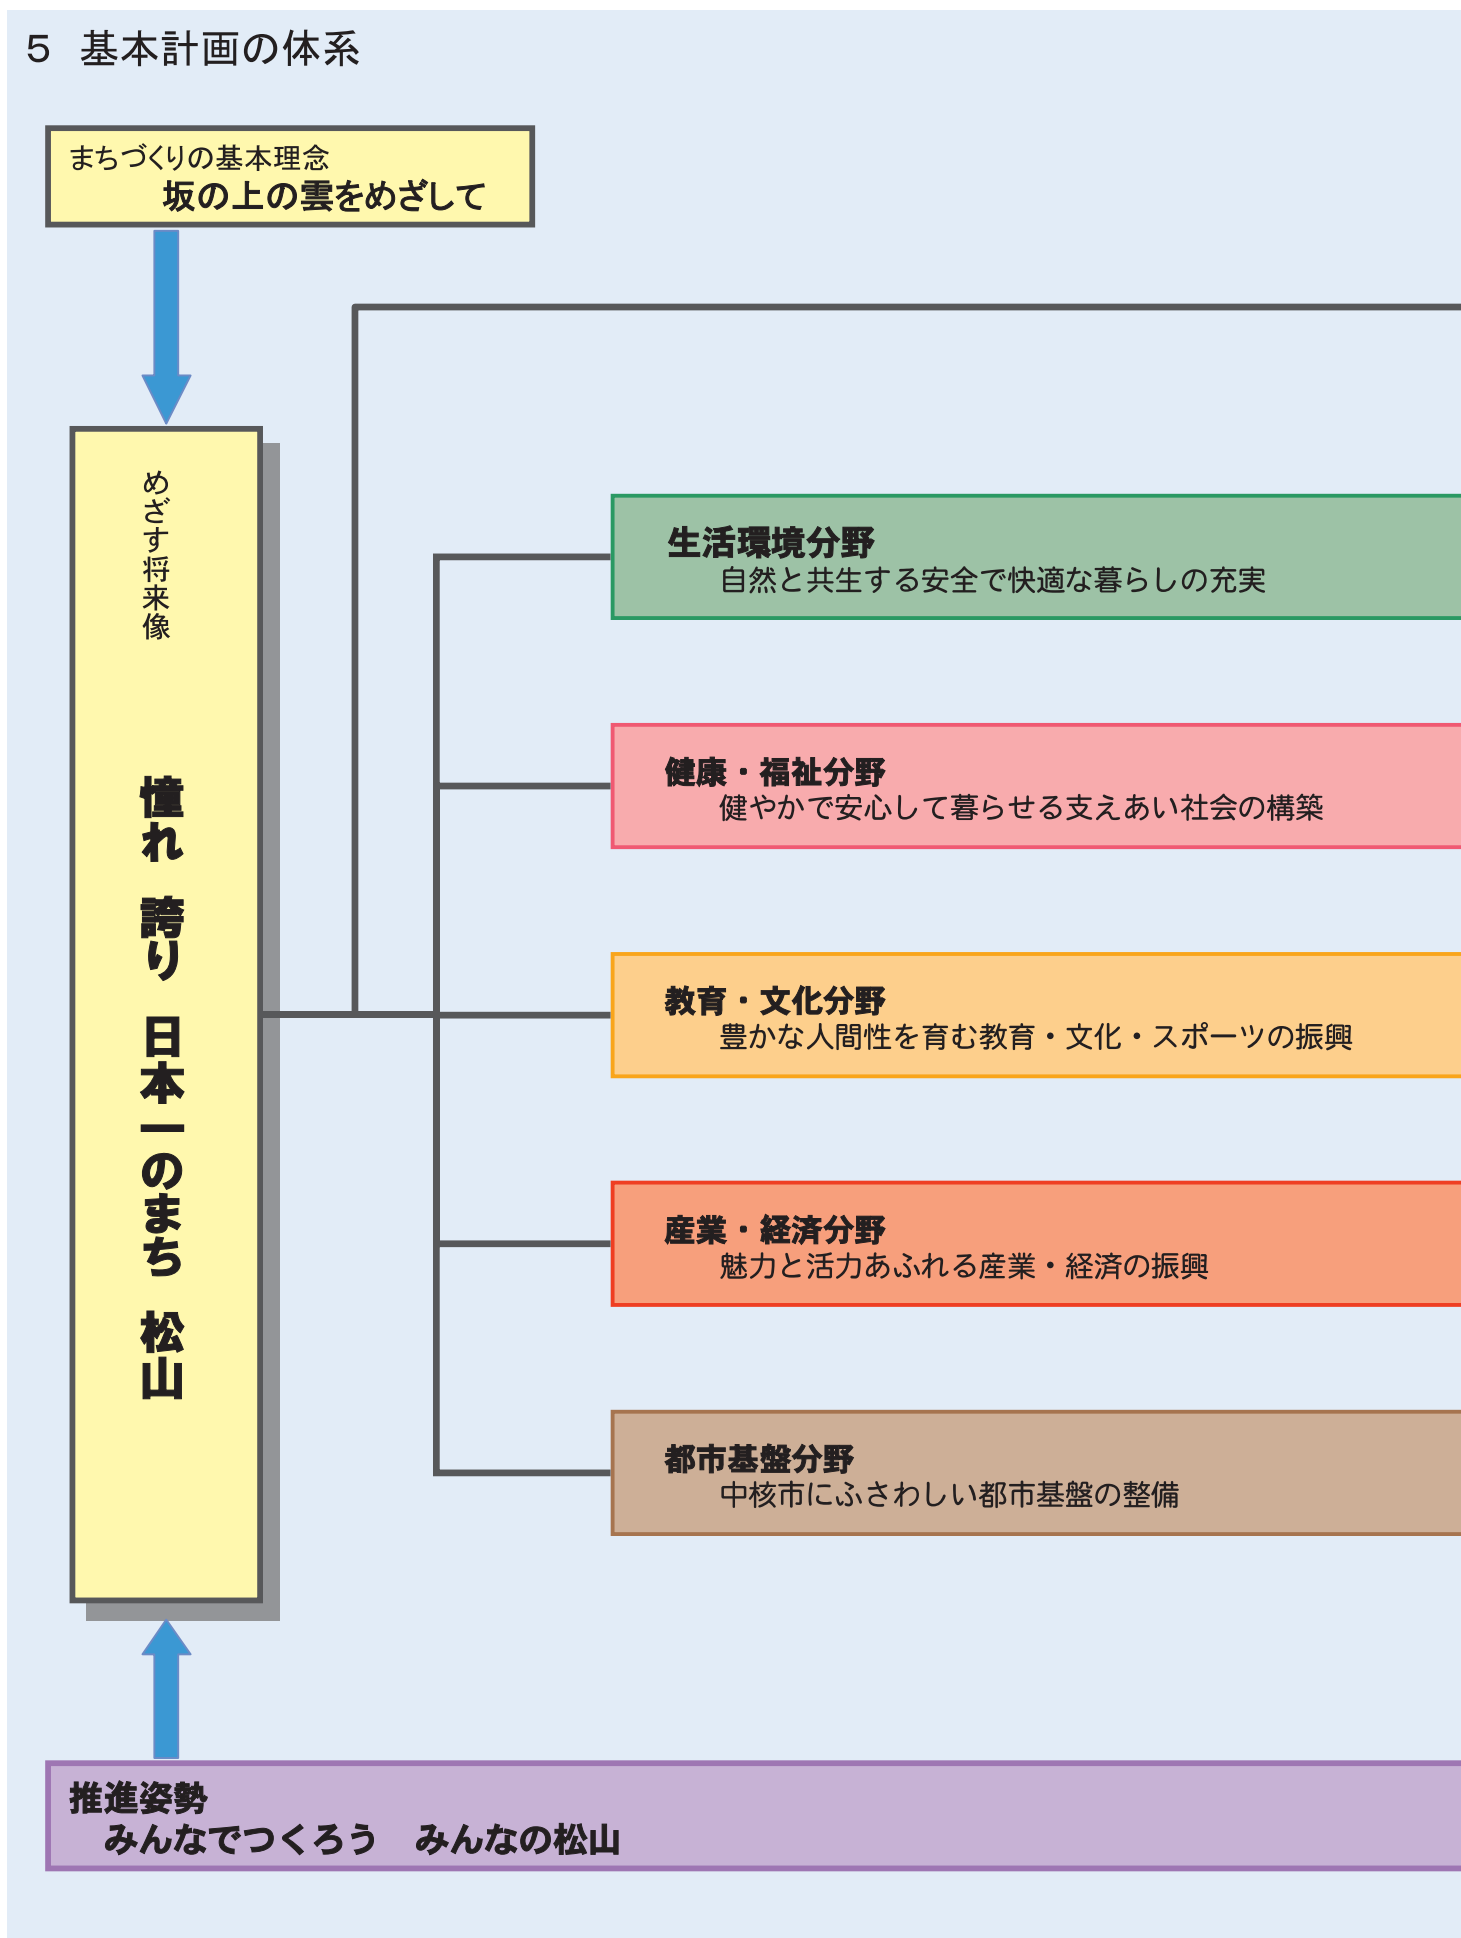 5 基本計画の体系
まちづくりの基本理念
坂の上の雲をめざして
めざす将来像
憧れ 誇り 日本一のまち 松山
生活環境分野
自然と共生する安全で快適な暮らしの充実
健康・福祉分野
健やかで安心して暮らせる支えあい社会の構築
教育・文化分野
豊かな人間性を育む教育・文化・スポーツの振興
産業・経済分野
魅力と活力あふれる産業・経済の振興
都市基盤分野
中核市にふさわしい都市基盤の整備
推進姿勢
みんなでつくろう みんなの松山